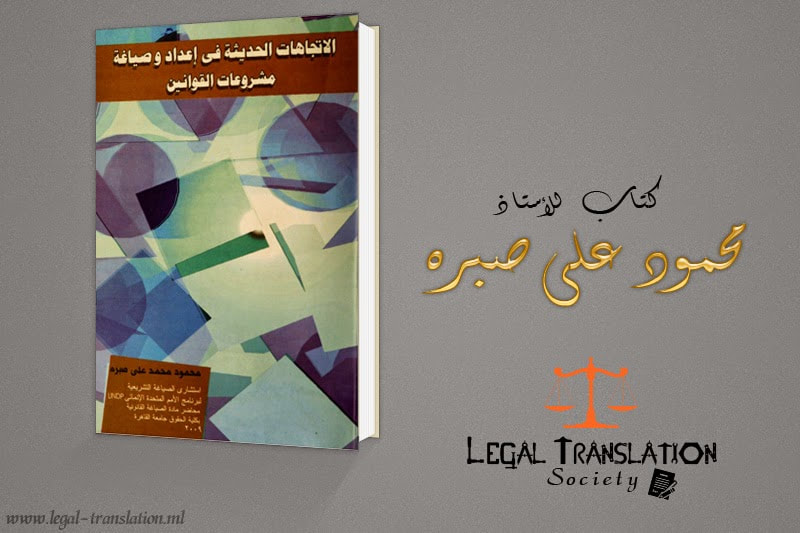 الاتجاهات الحديثة فى إعداد وصياغة
مشروعات القوانين
محمود محمد على صبره
استشارى الصياغة التشريعية
لبرنامج الأمم المتحدة الإنمائى UNDP
محاضر مادة الصياغة القانونية
بكلية الحقوق جامعة القاهرة
٢٠٠٩
كتاب للأستاذ
محمود على صبره
LEGAL TRANSLATION
Society
www.legal-translation.ml